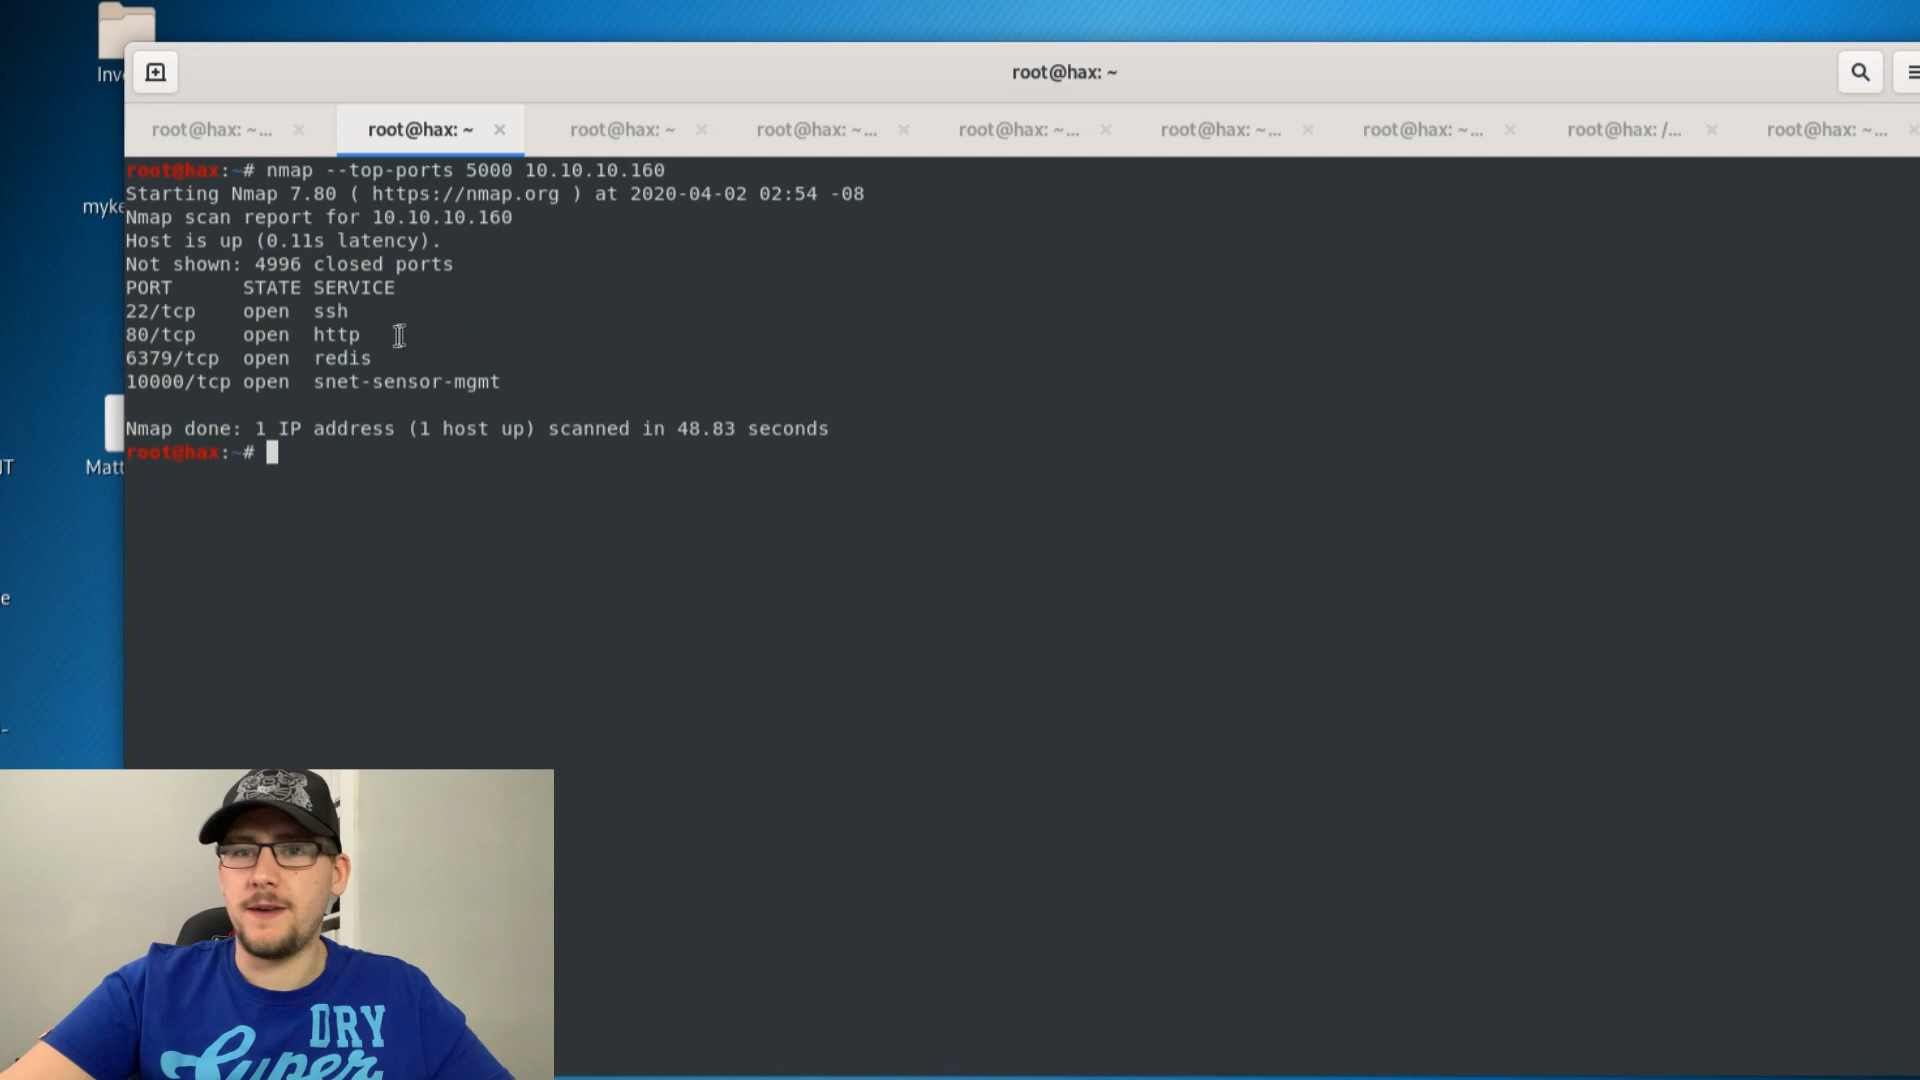 Inv
root@hax: ~
root@hax: ~...
root@hax: ~
root@hax: ~
root@hax: ~...
root@hax: ~...
root@hax: ~...
root@hax: ~...
root@hax: /...
root@hax: ~...
root@hax:~# nmap --top-ports 5000 10.10.10.160
Starting Nmap 7.80 ( https://nmap.org ) at 2020-04-02 02:54 -08
myke
Nmap scan report for 10.10.10.160
Host is up (0.11s latency).
Not shown: 4996 closed ports
PORT STATE SERVICE
22/tcp open ssh
80/tcp open http
6379/tcp open redis
10000/tcp open snet-sensor-mgmt
Nmap done: 1 IP address (1 host up) scanned in 48.83 seconds
root@hax:~#
IT
Matt
e
-
DRY
Super